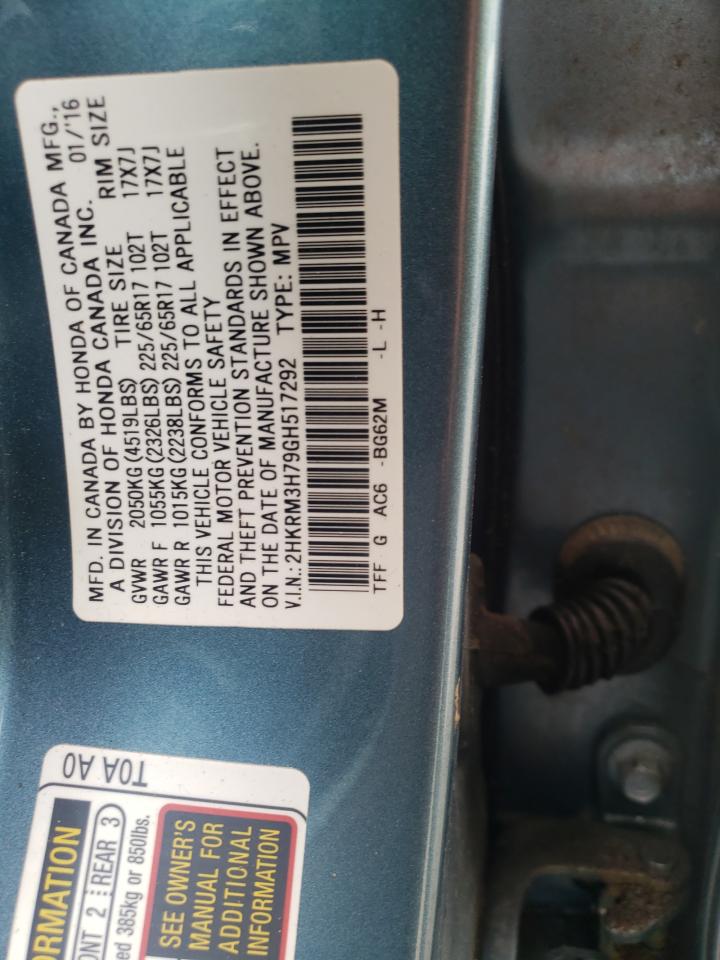 MFD. IN CANADA BY HONDA OF CANADA MFG.,
A DIVISION OF HONDA CANADA INC. 01/'16
GVWR 2050KG(4519LBS) TIRE SIZE RIM SIZE
GAWR F 1055KG(2326LBS) 225/65R17 102T 17X7J
GAWR R 1015KG(2238LBS) 225/65R17 102T 17X7J
THIS VEHICLE CONFORMS TO ALL APPLICABLE
FEDERAL MOTOR VEHICLE SAFETY
AND THEFT PREVENTION STANDARDS IN EFFECT
ON THE DATE OF MANUFACTURE SHOWN ABOVE.
V.I.N.:2HKRM3H79GH517292 TYPE: MPV
TFF G AC6 -BG62M -L -H
T0A A0
ONT 2 REAR 3
385kg or 850lbs.
SEE OWNER'S
MANUAL FOR
ADDITIONAL
INFORMATION